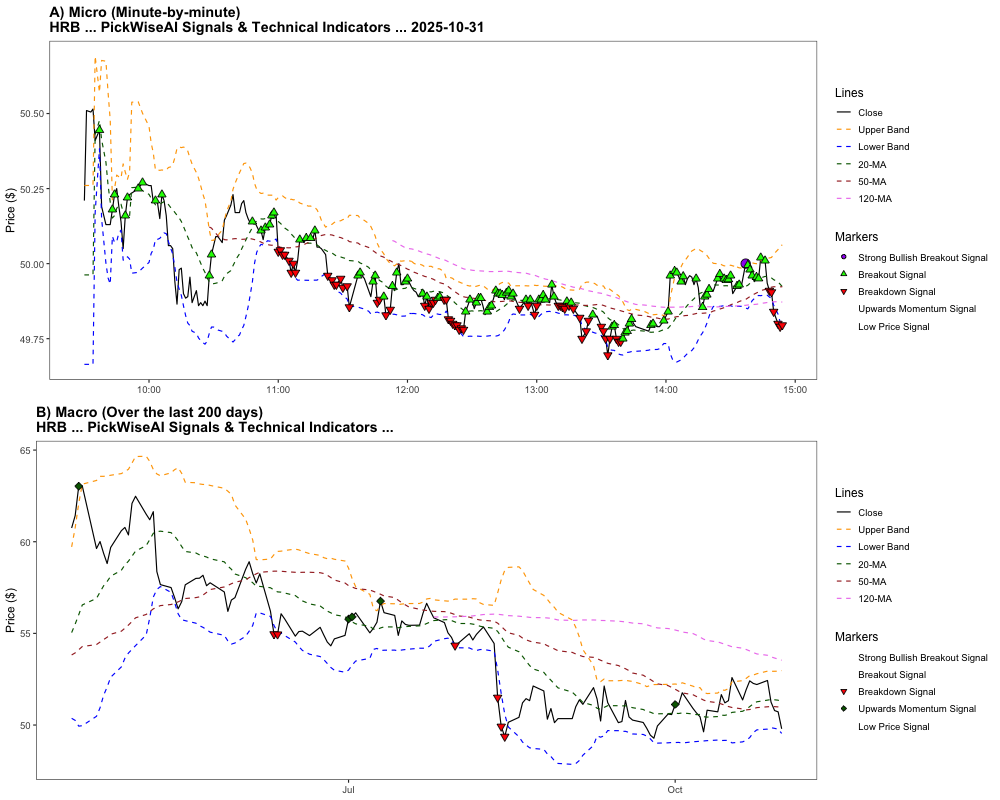 A) Micro (Minute-by-minute)
HRB ... PickWiseAI Signals & Technical Indicators ... 2025-10-31
Price ($)
50.50
50.25
50.00
49.75
10:00
11:00
12:00
13:00
14:00
15:00
Lines
Close
Upper Band
Lower Band
20-MA
50-MA
120-MA
Markers
Strong Bullish Breakout Signal
Breakout Signal
Breakdown Signal
Upwards Momentum Signal
Low Price Signal
B) Macro (Over the last 200 days)
HRB ... PickWiseAI Signals & Technical Indicators ...
Price ($)
65
60
55
50
Jul
Oct
Lines
Close
Upper Band
Lower Band
20-MA
50-MA
120-MA
Markers
Strong Bullish Breakout Signal
Breakout Signal
Breakdown Signal
Upwards Momentum Signal
Low Price Signal